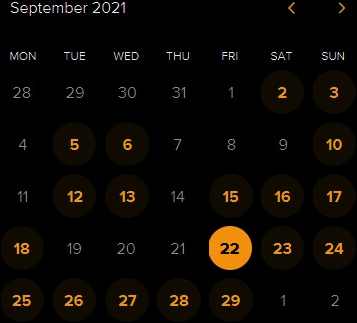 September 2021
MON TUE WED THU FRI SAT SUN
28 29 30 31 1 2 3
4 5 6 7 8 9 10
11 12 13 14 15 16 17
18 19 20 21 22 23 24
25 26 27 28 29 1 2